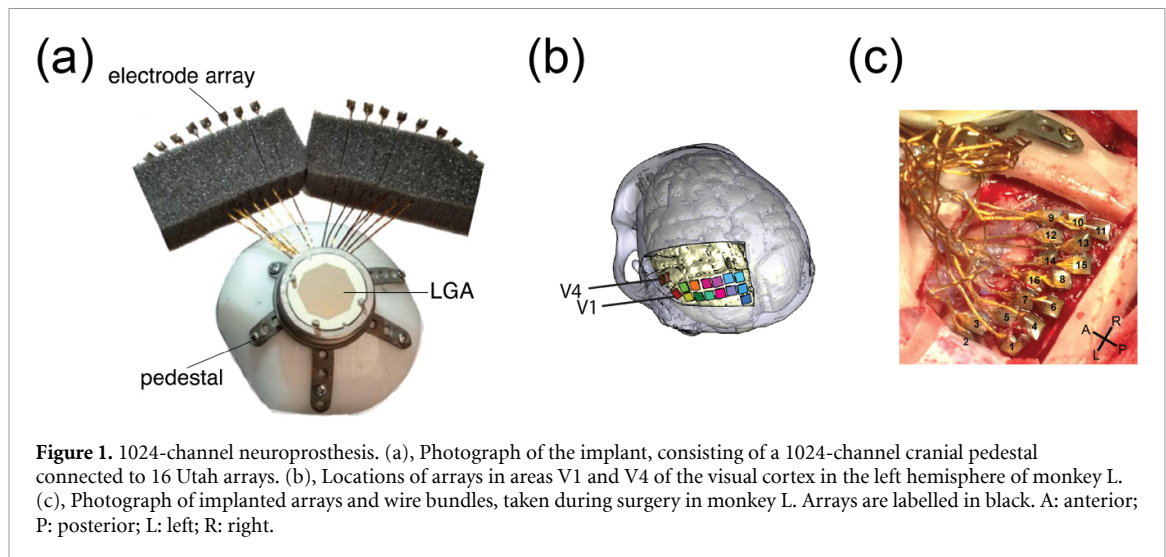 (a)
electrode array
LGA
pedestal
(b)
V4
V1
(c)
9
10
11
12
13
14
15
16
8
7
6
5
4
3
2
1
A
R
L
P
Figure 1. 1024-channel neuroprosthesis. (a), Photograph of the implant, consisting of a 1024-channel cranial pedestal
connected to 16 Utah arrays. (b), Locations of arrays in areas V1 and V4 of the visual cortex in the left hemisphere of monkey L.
(c), Photograph of implanted arrays and wire bundles, taken during surgery in monkey L. Arrays are labelled in black. A: anterior;
P: posterior; L: left; R: right.